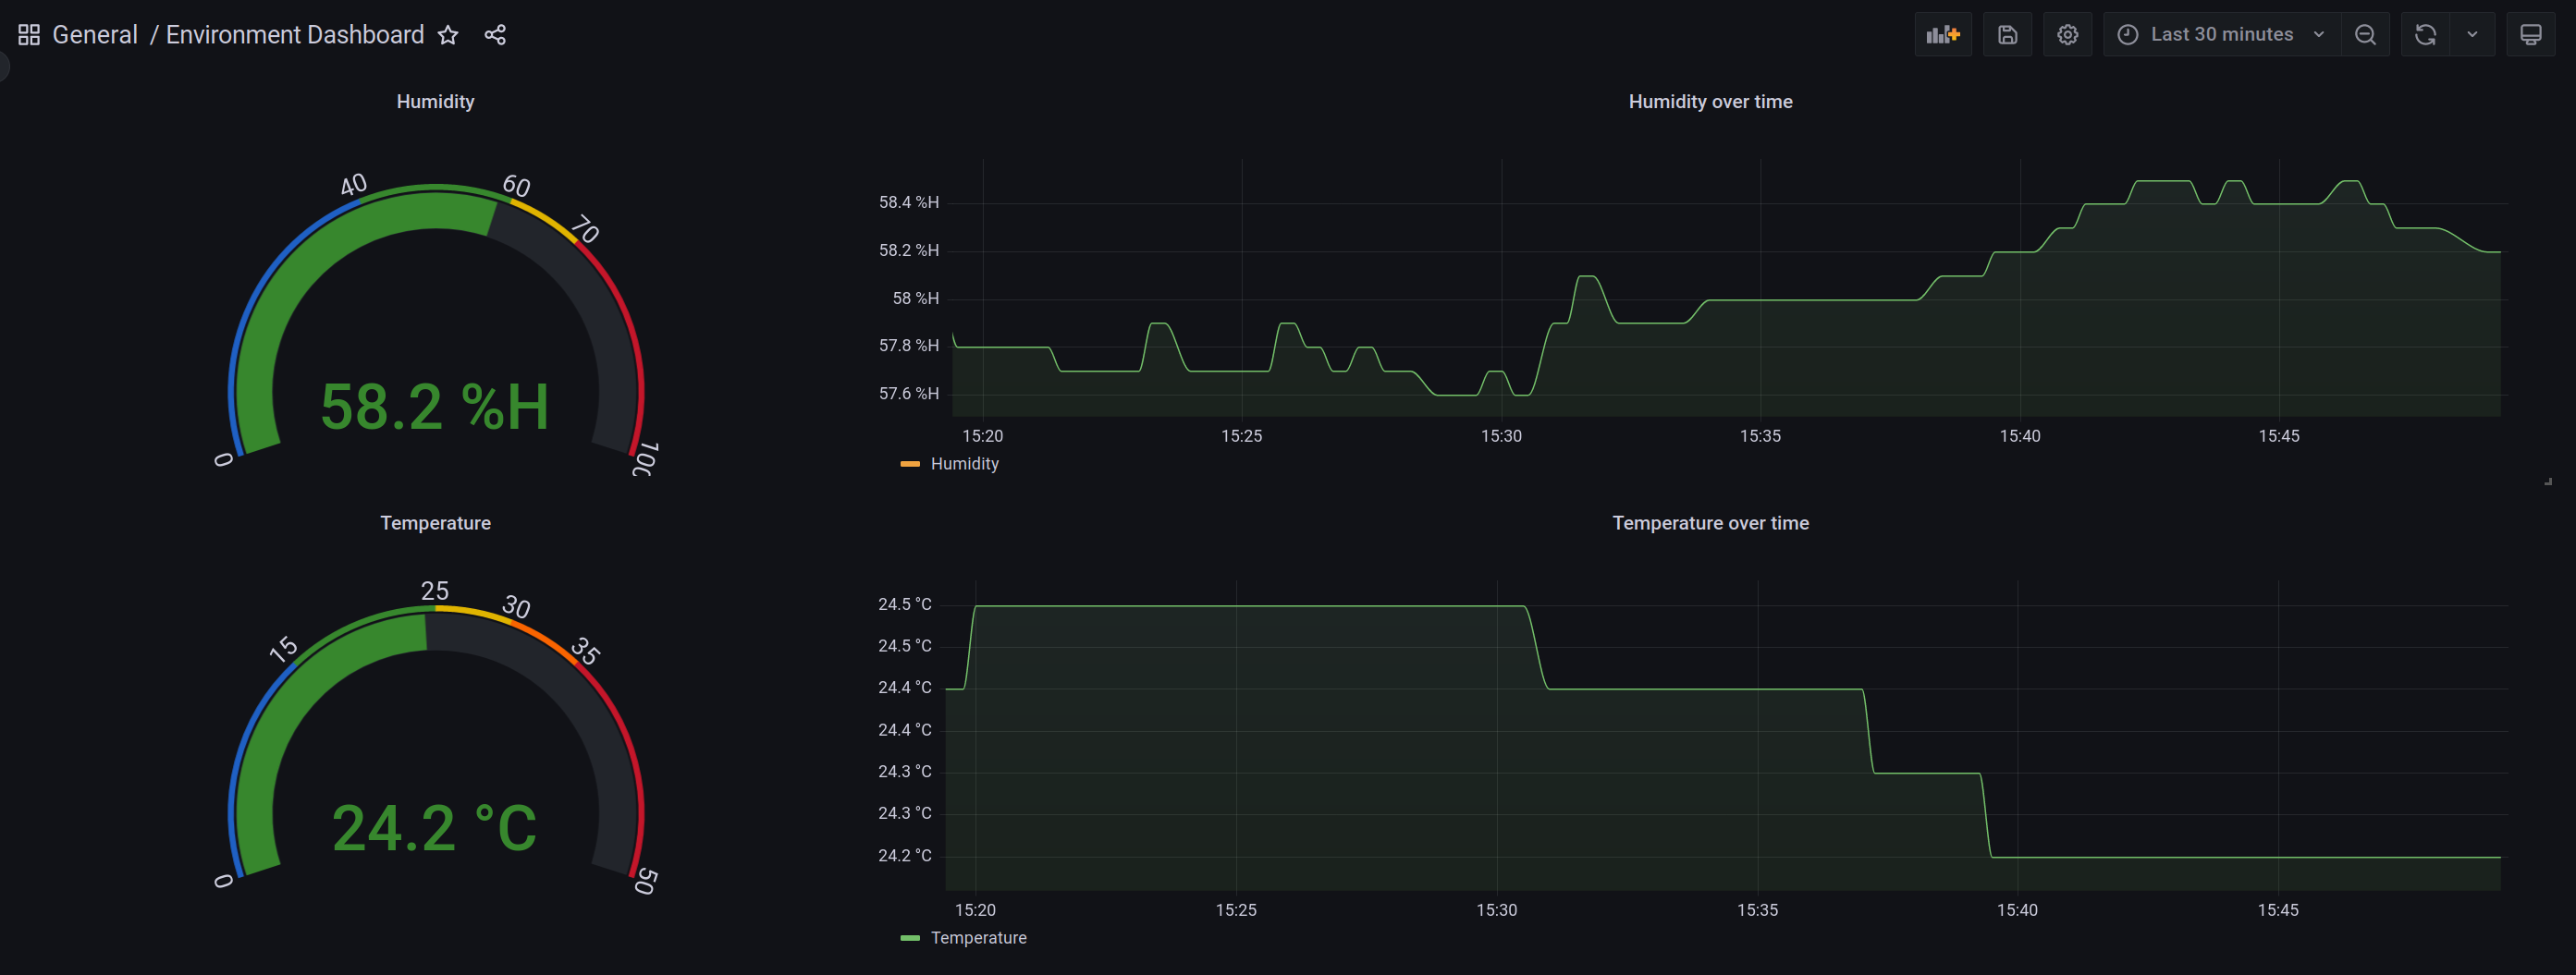 General / Environment Dashboard
Last 30 minutes
Humidity
0
40
60
70
100
58.2 %H
Humidity over time
58.4 %H
58.2 %H
58 %H
57.8 %H
57.6 %H
15:20 15:25 15:30 15:35 15:40 15:45
Humidity
Temperature
0
15
25
30
35
50
24.2 °C
Temperature over time
24.5 °C
24.5 °C
24.4 °C
24.4 °C
24.3 °C
24.3 °C
24.2 °C
15:20 15:25 15:30 15:35 15:40 15:45
Temperature